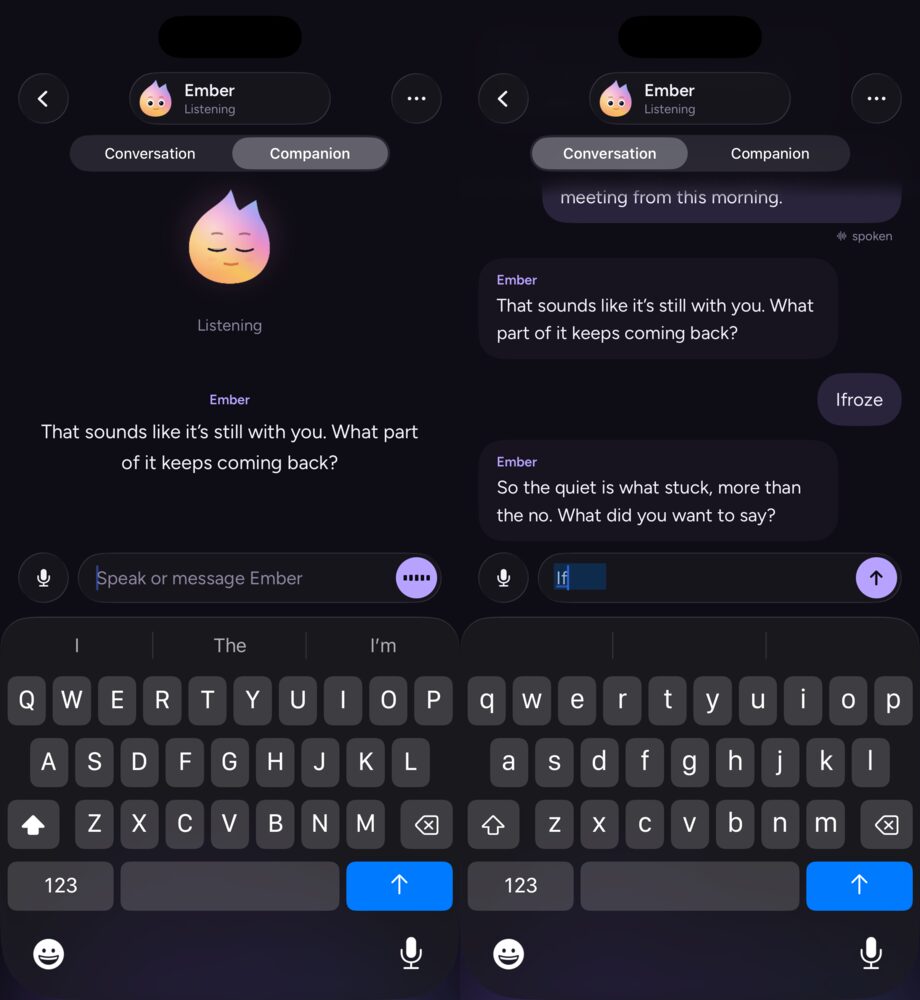 Ember
Listening
Conversation Companion
Listening
Ember
That sounds like it's still with you. What part
of it keeps coming back?
Speak or message Ember
I The I'm
Q W E R T Y U I O P
A S D F G H J K L
Z X C V B N M
123
Ember
Listening
Conversation Companion
meeting from this morning.
spoken
Ember
That sounds like it's still with you. What
part of it keeps coming back?
Ifroze
Ember
So the quiet is what stuck, more than
the no. What did you want to say?
If
q w e r t y u i o p
a s d f g h j k l
z x c v b n m
123